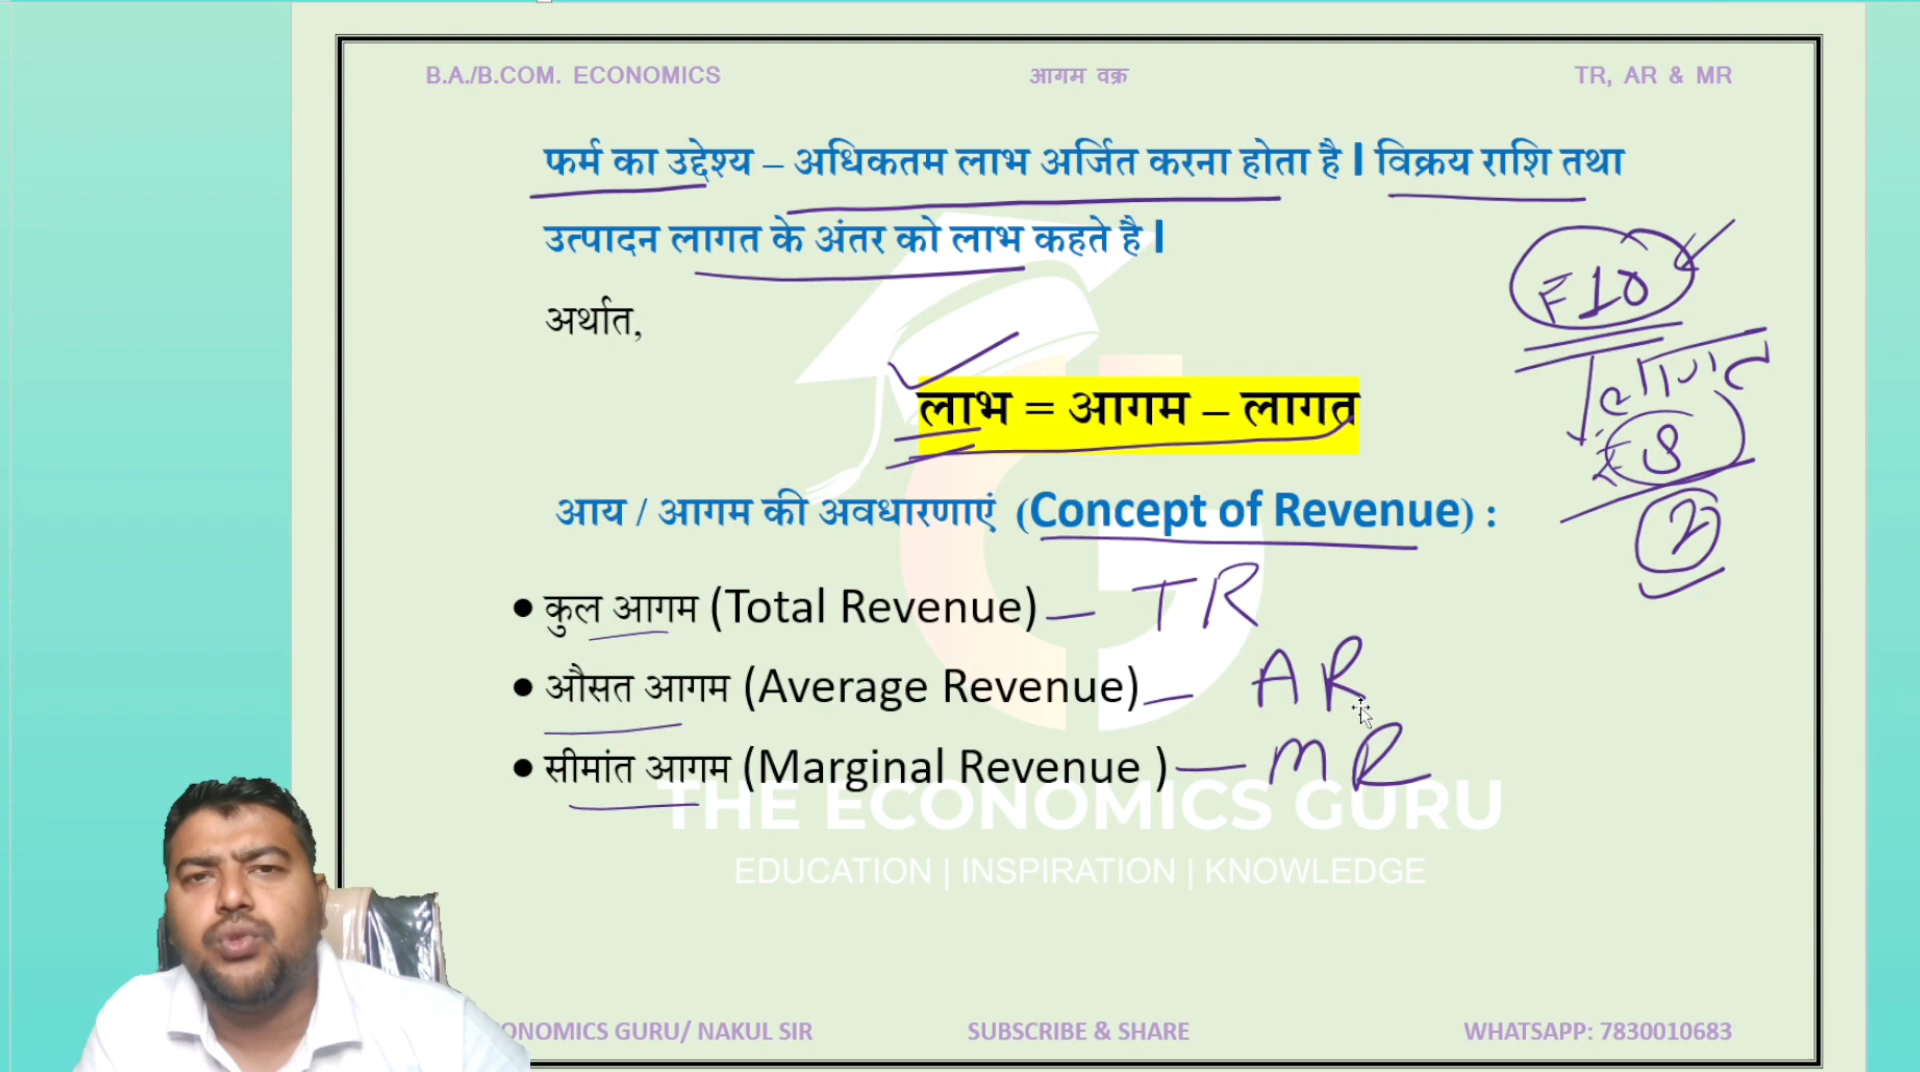 B.A./B.COM. ECONOMICS आगम वक्र TR, AR & MR
फर्म का उद्देश्य – अधिकतम लाभ अर्जित करना होता है l विक्रय राशि तथा
उत्पादन लागत के अंतर को लाभ कहते है l
अर्थात,
लाभ = आगम – लागत
₹10
लागत
₹8
2
आय / आगम की अवधारणाएं (Concept of Revenue) :
• कुल आगम (Total Revenue) — TR
• औसत आगम (Average Revenue) — AR
• सीमांत आगम (Marginal Revenue ) — MR
THE ECONOMICS GURU
EDUCATION | INSPIRATION | KNOWLEDGE
GURU/ NAKUL SIR SUBSCRIBE & SHARE WHATSAPP: 7830010683